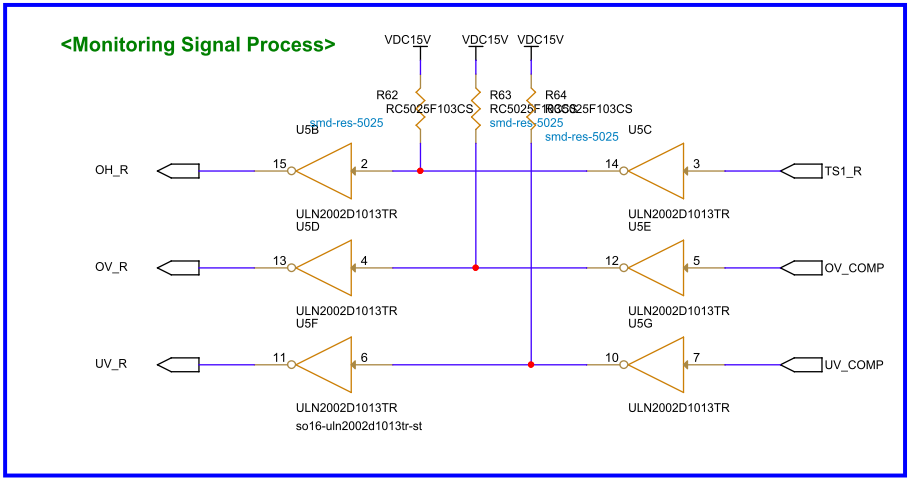 <Monitoring Signal Process>
VDC15V
VDC15V
VDC15V
R62
R63
R64
RC5025F103CS
RC5025F103CS
RC5025F103CS
smd-res-5025
smd-res-5025
smd-res-5025
U5B
U5C
OH_R
15
2
14
3
TS1_R
ULN2002D1013TR
ULN2002D1013TR
U5D
U5E
OV_R
13
4
12
5
OV_COMP
ULN2002D1013TR
ULN2002D1013TR
U5F
U5G
UV_R
11
6
10
7
UV_COMP
ULN2002D1013TR
ULN2002D1013TR
so16-uln2002d1013tr-st